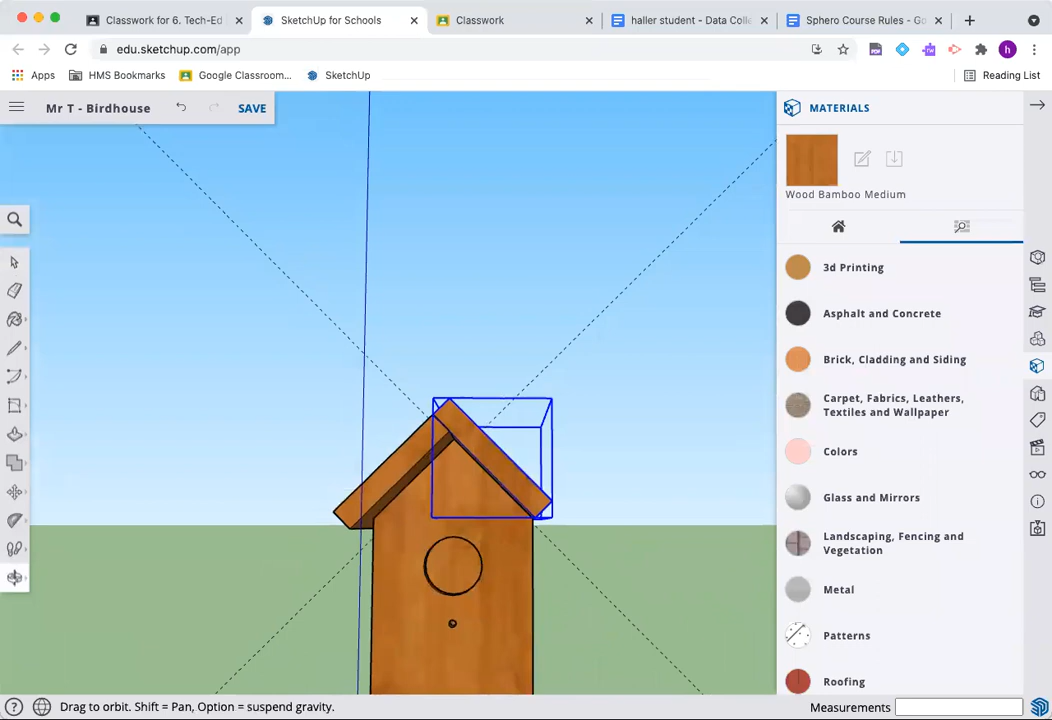 Classwork for 6. Tech-Ed
SketchUp for Schools
Classwork
haller student - Data Colle
Sphero Course Rules - Go
edu.sketchup.com/app
PDF
h
Apps
HMS Bookmarks
Google Classroom...
SketchUp
Reading List
Mr T - Birdhouse
SAVE
MATERIALS
Wood Bamboo Medium
3d Printing
Asphalt and Concrete
Brick, Cladding and Siding
Carpet, Fabrics, Leathers,
Textiles and Wallpaper
Colors
Glass and Mirrors
Landscaping, Fencing and
Vegetation
Metal
Patterns
Roofing
Drag to orbit. Shift = Pan, Option = suspend gravity.
Measurements